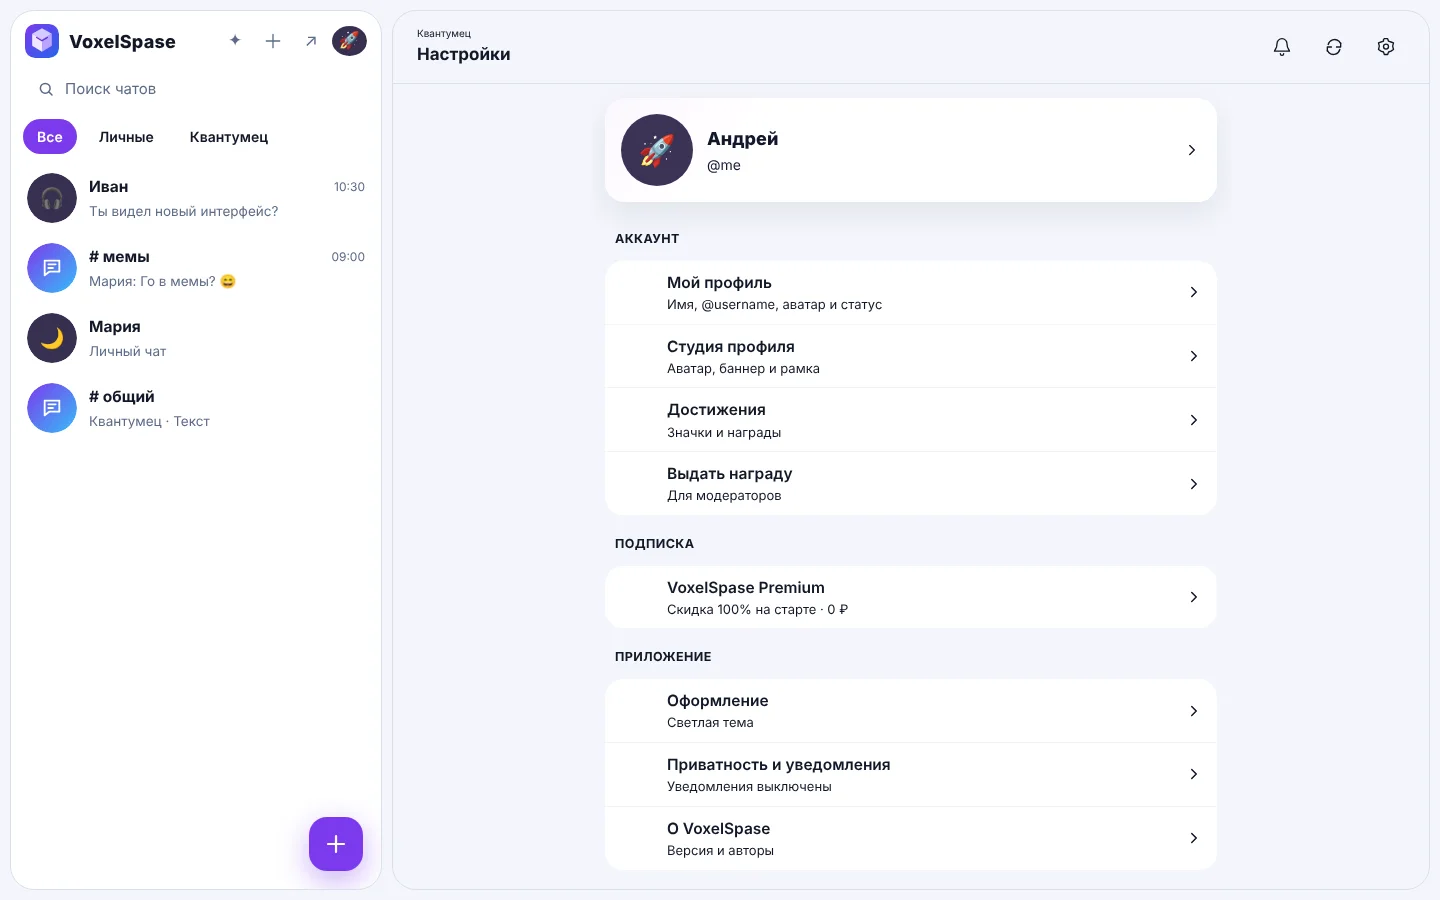 VoxelSpase
Поиск чатов
Все
Личные
Квантумец
Иван
10:30
Ты видел новый интерфейс?
# мемы
09:00
Мария: Го в мемы? 😄
Мария
Личный чат
# общий
Квантумец · Текст
Квантумец
Настройки
Андрей
@me
АККАУНТ
Мой профиль
Имя, @username, аватар и статус
Студия профиля
Аватар, баннер и рамка
Достижения
Значки и награды
Выдать награду
Для модераторов
ПОДПИСКА
VoxelSpase Premium
Скидка 100% на старте · 0 ₽
ПРИЛОЖЕНИЕ
Оформление
Светлая тема
Приватность и уведомления
Уведомления выключены
О VoxelSpase
Версия и авторы